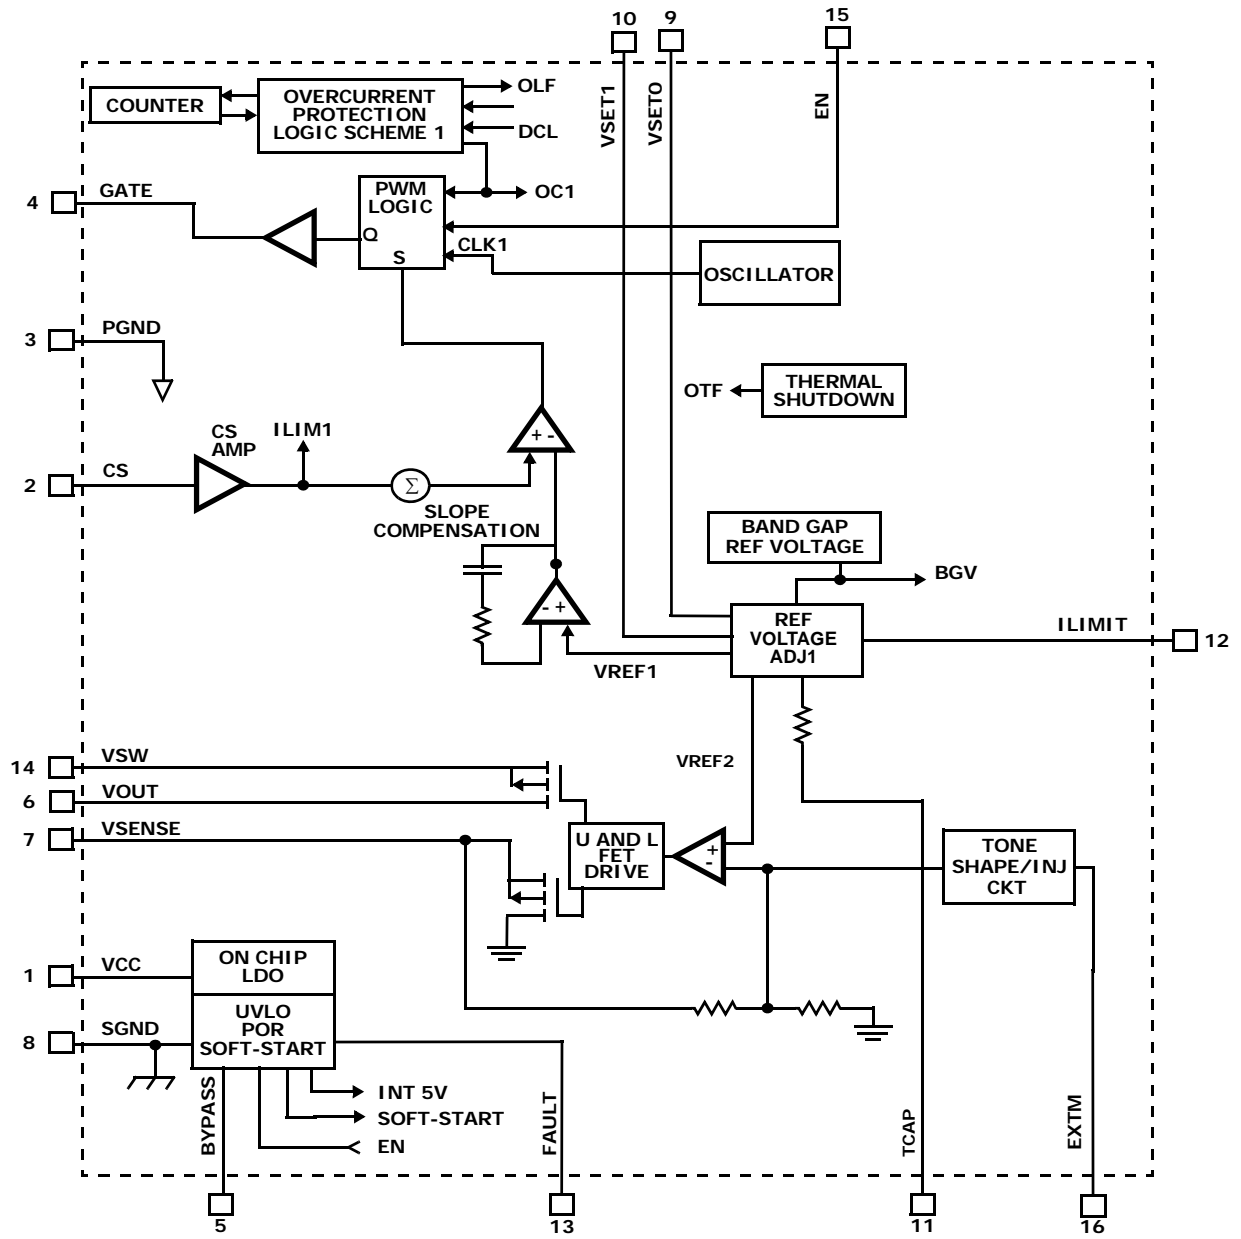 10
9
15
COUNTER
OVERCURRENT
PROTECTION
LOGIC SCHEME 1
OLF
DCL
VSET1
VSET0
EN
4
GATE
PWM
LOGIC
Q
S
OC1
CLK1
OSCILLATOR
3
PGND
OTF
THERMAL
SHUTDOWN
CS
AMP
ILIM1
+ -
2
CS
Σ
SLOPE
COMPENSATION
BAND GAP
REF VOLTAGE
BGV
- +
REF
VOLTAGE
ADJ1
ILIMIT
12
VREF1
14
VSW
VREF2
6
VOUT
7
VSENSE
U AND L
FET
DRIVE
+
-
TONE
SHAPE/INJ
CKT
1
VCC
ON CHIP
LDO
8
SGND
UVLO
POR
SOFT-START
BYPASS
INT 5V
SOFT-START
EN
FAULT
TCAP
EXTM
5
13
11
16